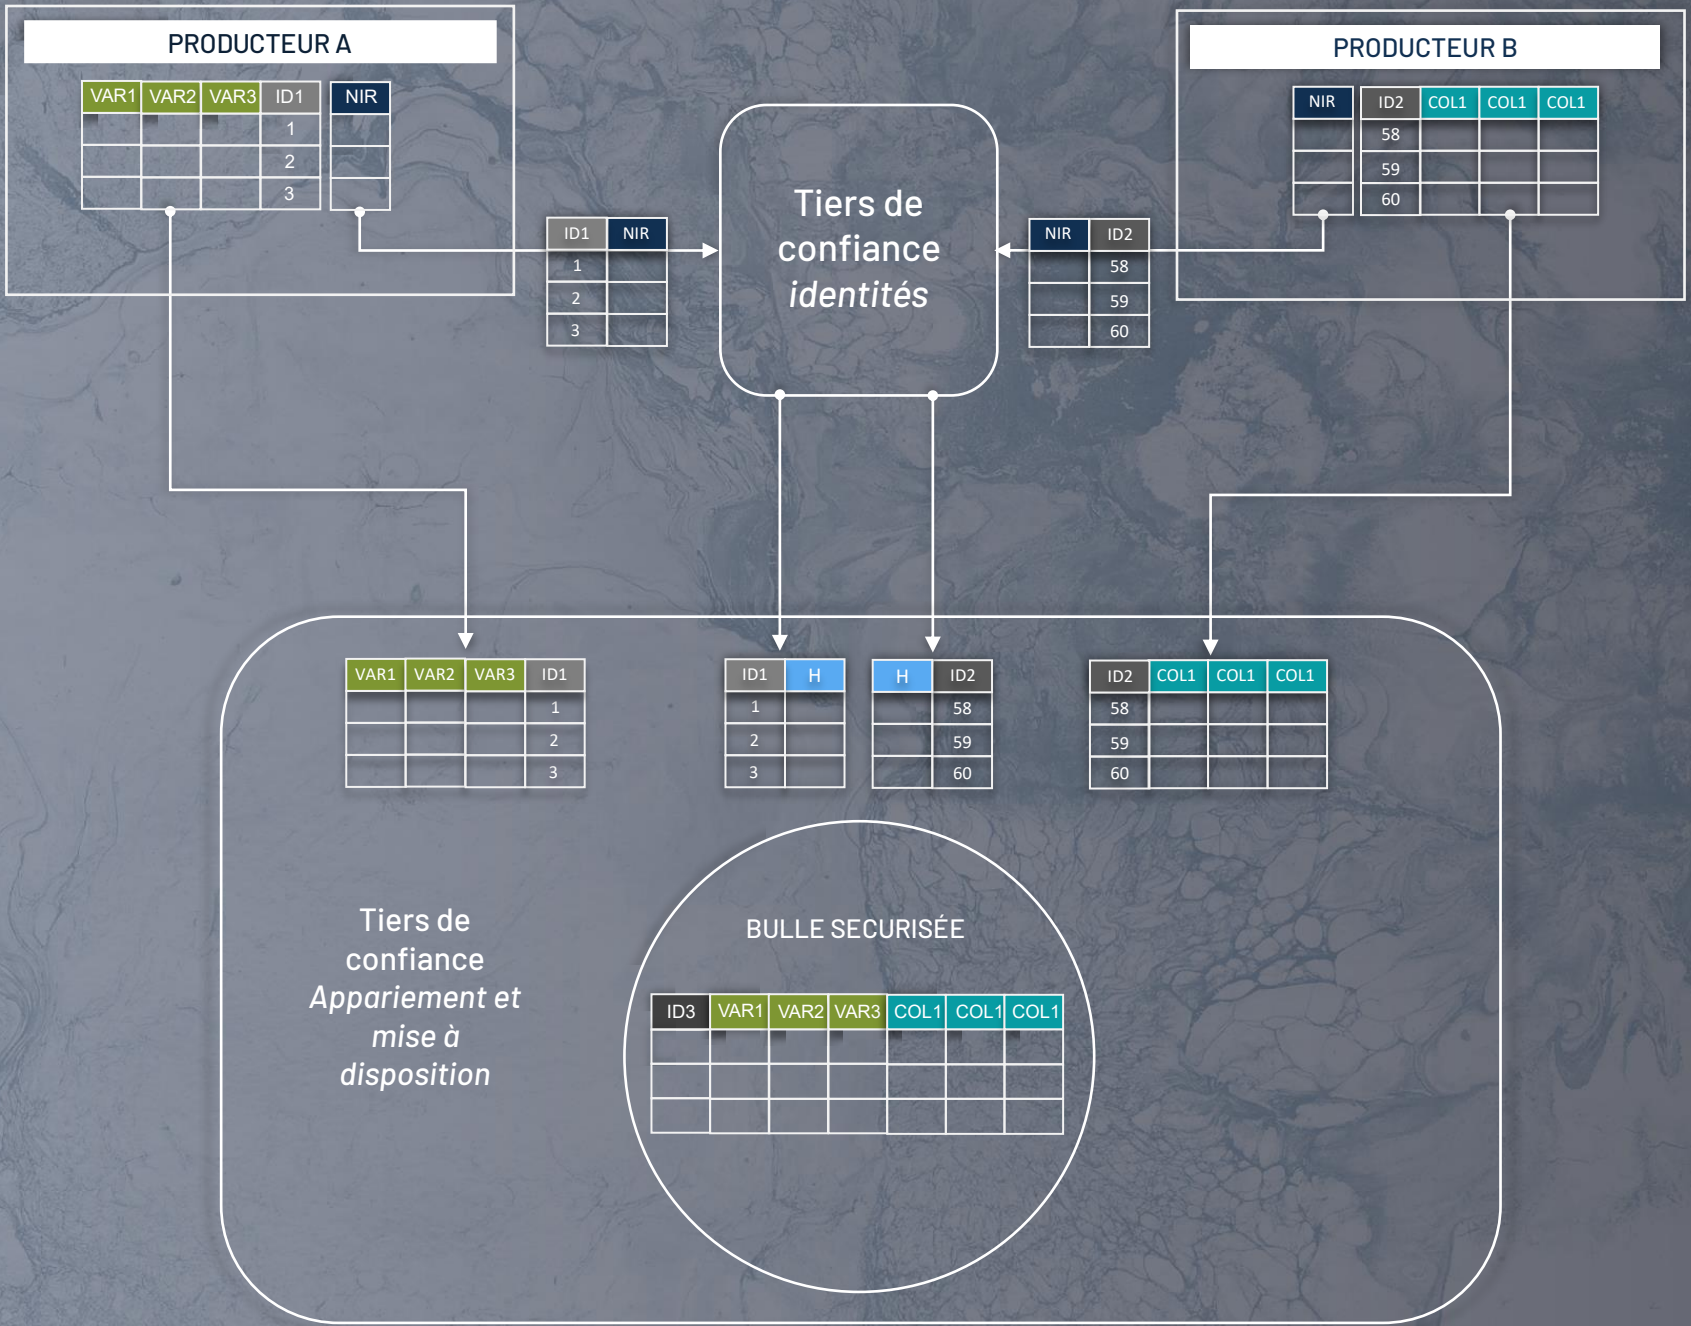 PRODUCTEUR A
VAR1 VAR2 VAR3 ID1 NIR
1
2
3
PRODUCTEUR B
NIR ID2 COL1 COL1 COL1
58
59
60
ID1 NIR
1
2
3
Tiers de
confiance
identités
NIR ID2
58
59
60
VAR1 VAR2 VAR3 ID1
1
2
3
ID1 H
1
2
3
H ID2
58
59
60
ID2 COL1 COL1 COL1
58
59
60
Tiers de
confiance
Appariement et
mise à
disposition
BULLE SECURISÉE
ID3 VAR1 VAR2 VAR3 COL1 COL1 COL1